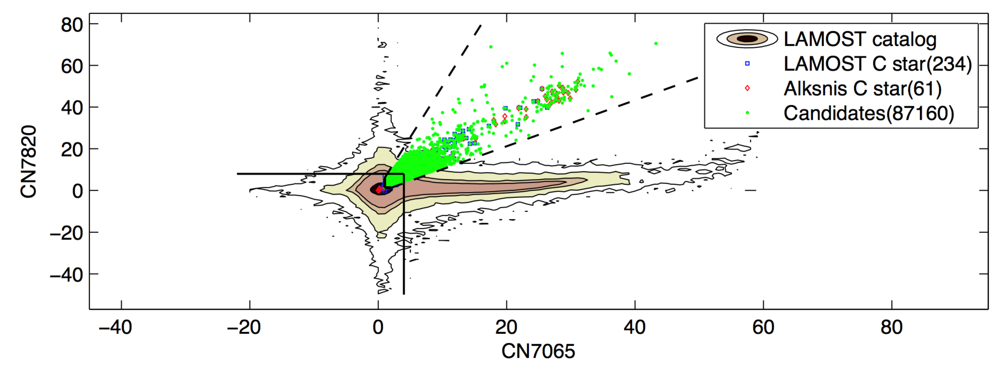 80
60
40
20
0
−20
−40
CN7820
LAMOST catalog
LAMOST C star(234)
Alksnis C star(61)
Candidates(87160)
−40 −20 0 20 40 60 80
CN7065